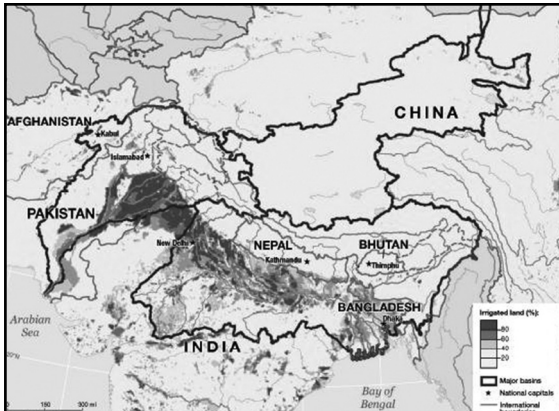 CHINA
AFGHANISTAN
Kabul
Islamabad
PAKISTAN
New Delhi
NEPAL
Kathmandu
BHUTAN
Thimphu
BANGLADESH
Dhaka
INDIA
Arabian
Sea
Bay of
Bengal
150
300 mi
Irrigated land (%):
80
60
40
20
Major basins
National capitals
International